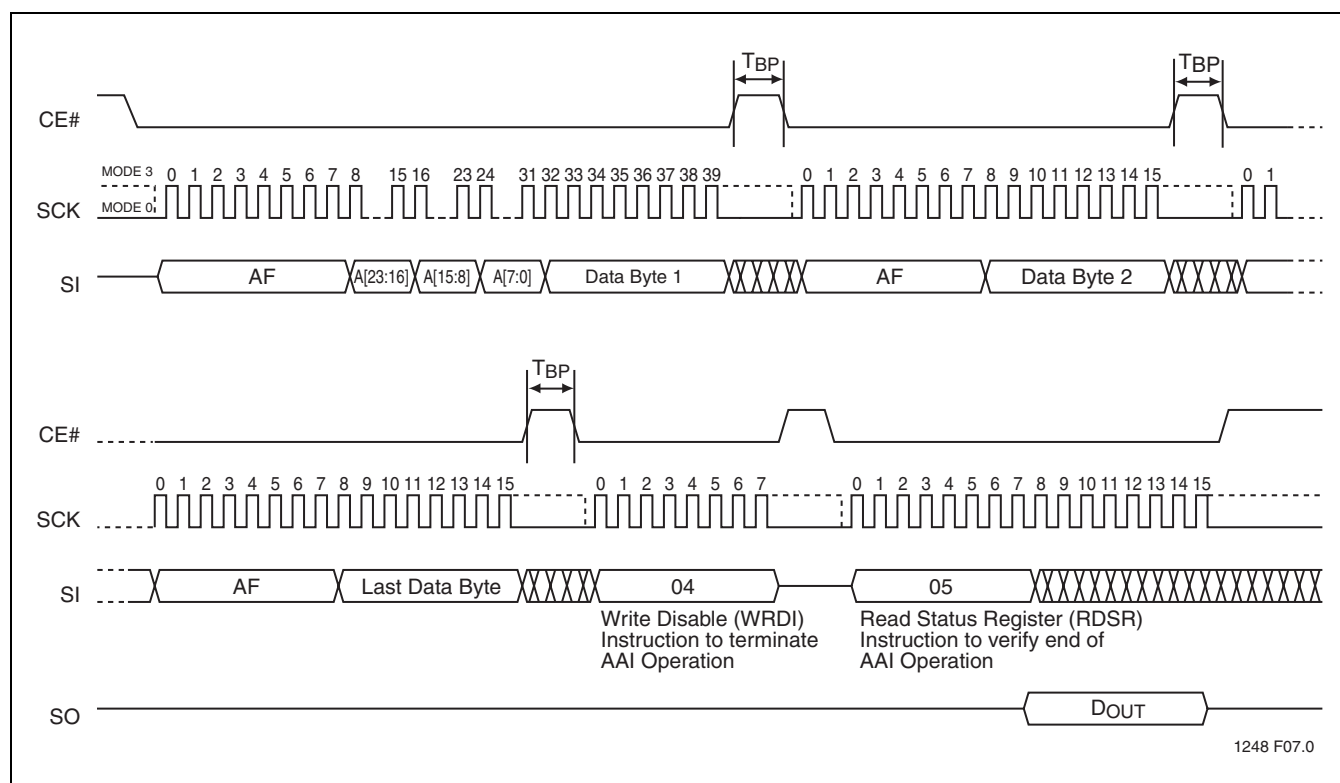 TBP TBP
CE#
MODE 3 0 1 2 3 4 5 6 7 8 15 16 23 24 31 32 33 34 35 36 37 38 39 0 1 2 3 4 5 6 7 8 9 10 11 12 13 14 15 0 1
SCK MODE 0
SI AF A[23:16] A[15:8] A[7:0] Data Byte 1 AF Data Byte 2
TBP
CE#
0 1 2 3 4 5 6 7 8 9 10 11 12 13 14 15 0 1 2 3 4 5 6 7 0 1 2 3 4 5 6 7 8 9 10 11 12 13 14 15
SCK
SI AF Last Data Byte 04 05
Write Disable (WRDI) Read Status Register (RDSR)
Instruction to terminate Instruction to verify end of
AAI Operation AAI Operation
SO DOUT
1248 F07.0